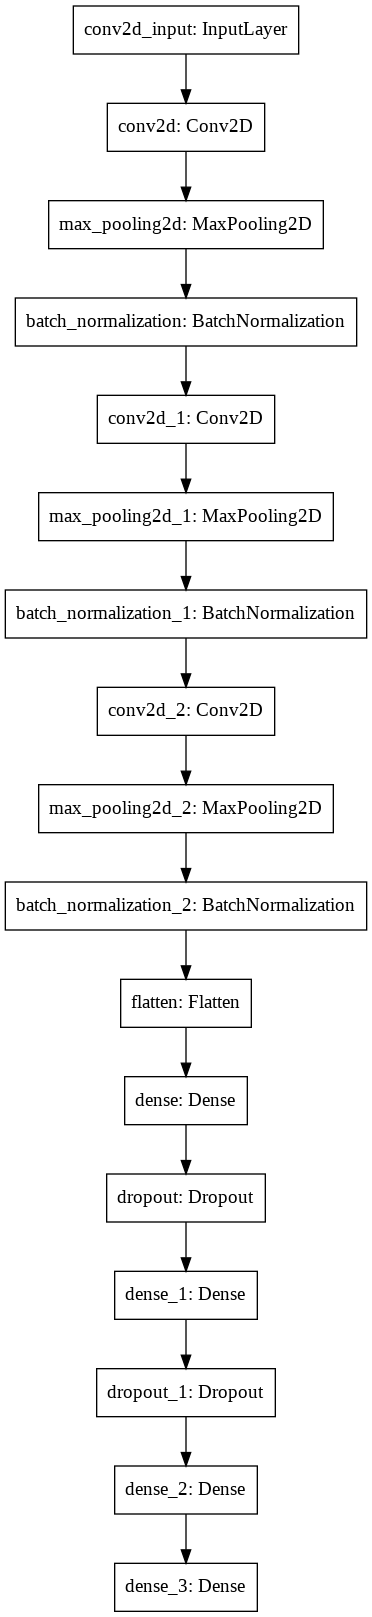 conv2d_input: InputLayer
conv2d: Conv2D
max_pooling2d: MaxPooling2D
batch_normalization: BatchNormalization
conv2d_1: Conv2D
max_pooling2d_1: MaxPooling2D
batch_normalization_1: BatchNormalization
conv2d_2: Conv2D
max_pooling2d_2: MaxPooling2D
batch_normalization_2: BatchNormalization
flatten: Flatten
dense: Dense
dropout: Dropout
dense_1: Dense
dropout_1: Dropout
dense_2: Dense
dense_3: Dense